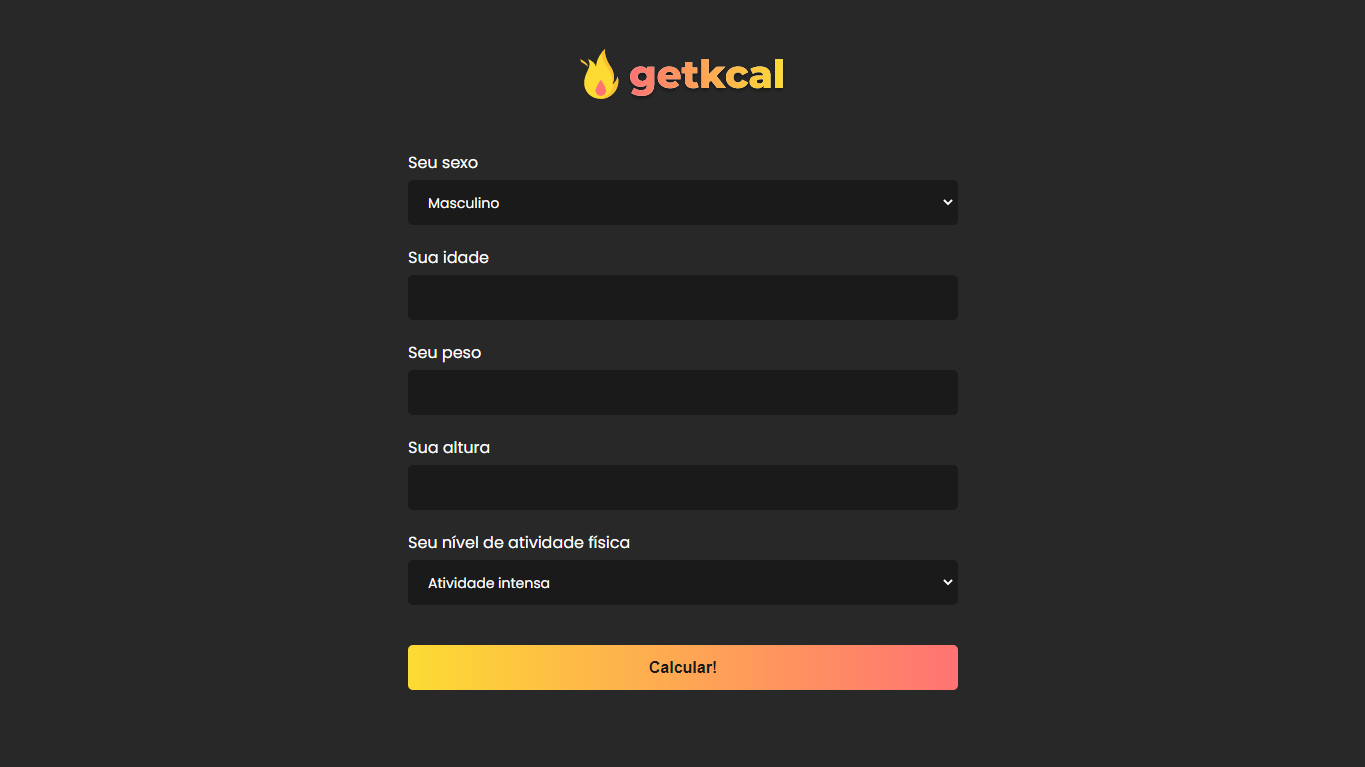 getkcal
Seu sexo
Masculino
Sua idade
Seu peso
Sua altura
Seu nível de atividade física
Atividade intensa
Calcular!